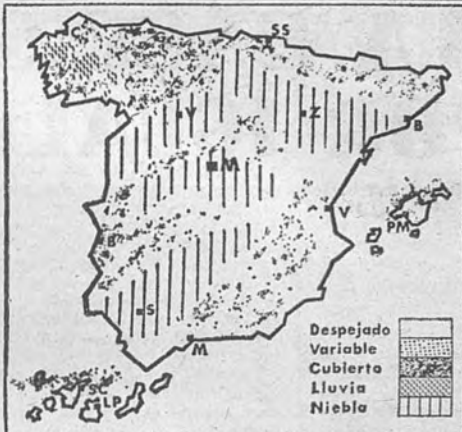 C
SS
V
Z
B
M
V
B
PM
S
M
SC
LP
Despejado
Variable
Cubierto
Lluvia
Niebla